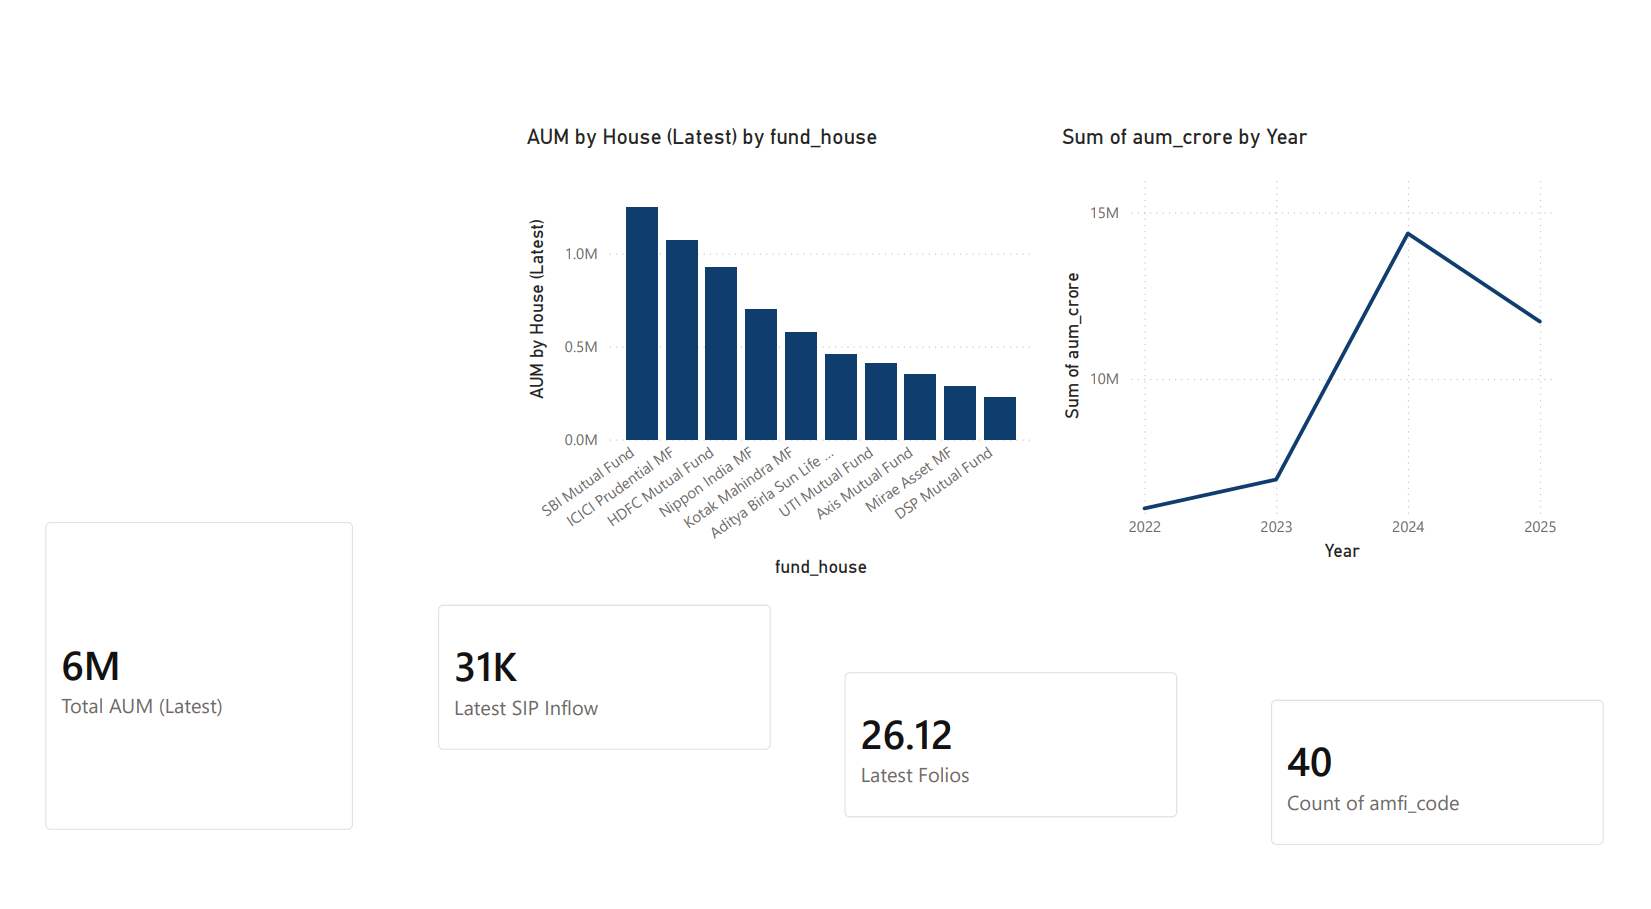 AUM by House (Latest) by fund_house
AUM by House (Latest)
1.0M
0.5M
0.0M
SBI Mutual Fund
ICICI Prudential MF
HDFC Mutual Fund
Nippon India MF
Kotak Mahindra MF
Aditya Birla Sun Life ...
UTI Mutual Fund
Axis Mutual Fund
Mirae Asset MF
DSP Mutual Fund
fund_house
Sum of aum_crore by Year
Sum of aum_crore
15M
10M
2022
2023
2024
2025
Year
6M
Total AUM (Latest)
31K
Latest SIP Inflow
26.12
Latest Folios
40
Count of amfi_code